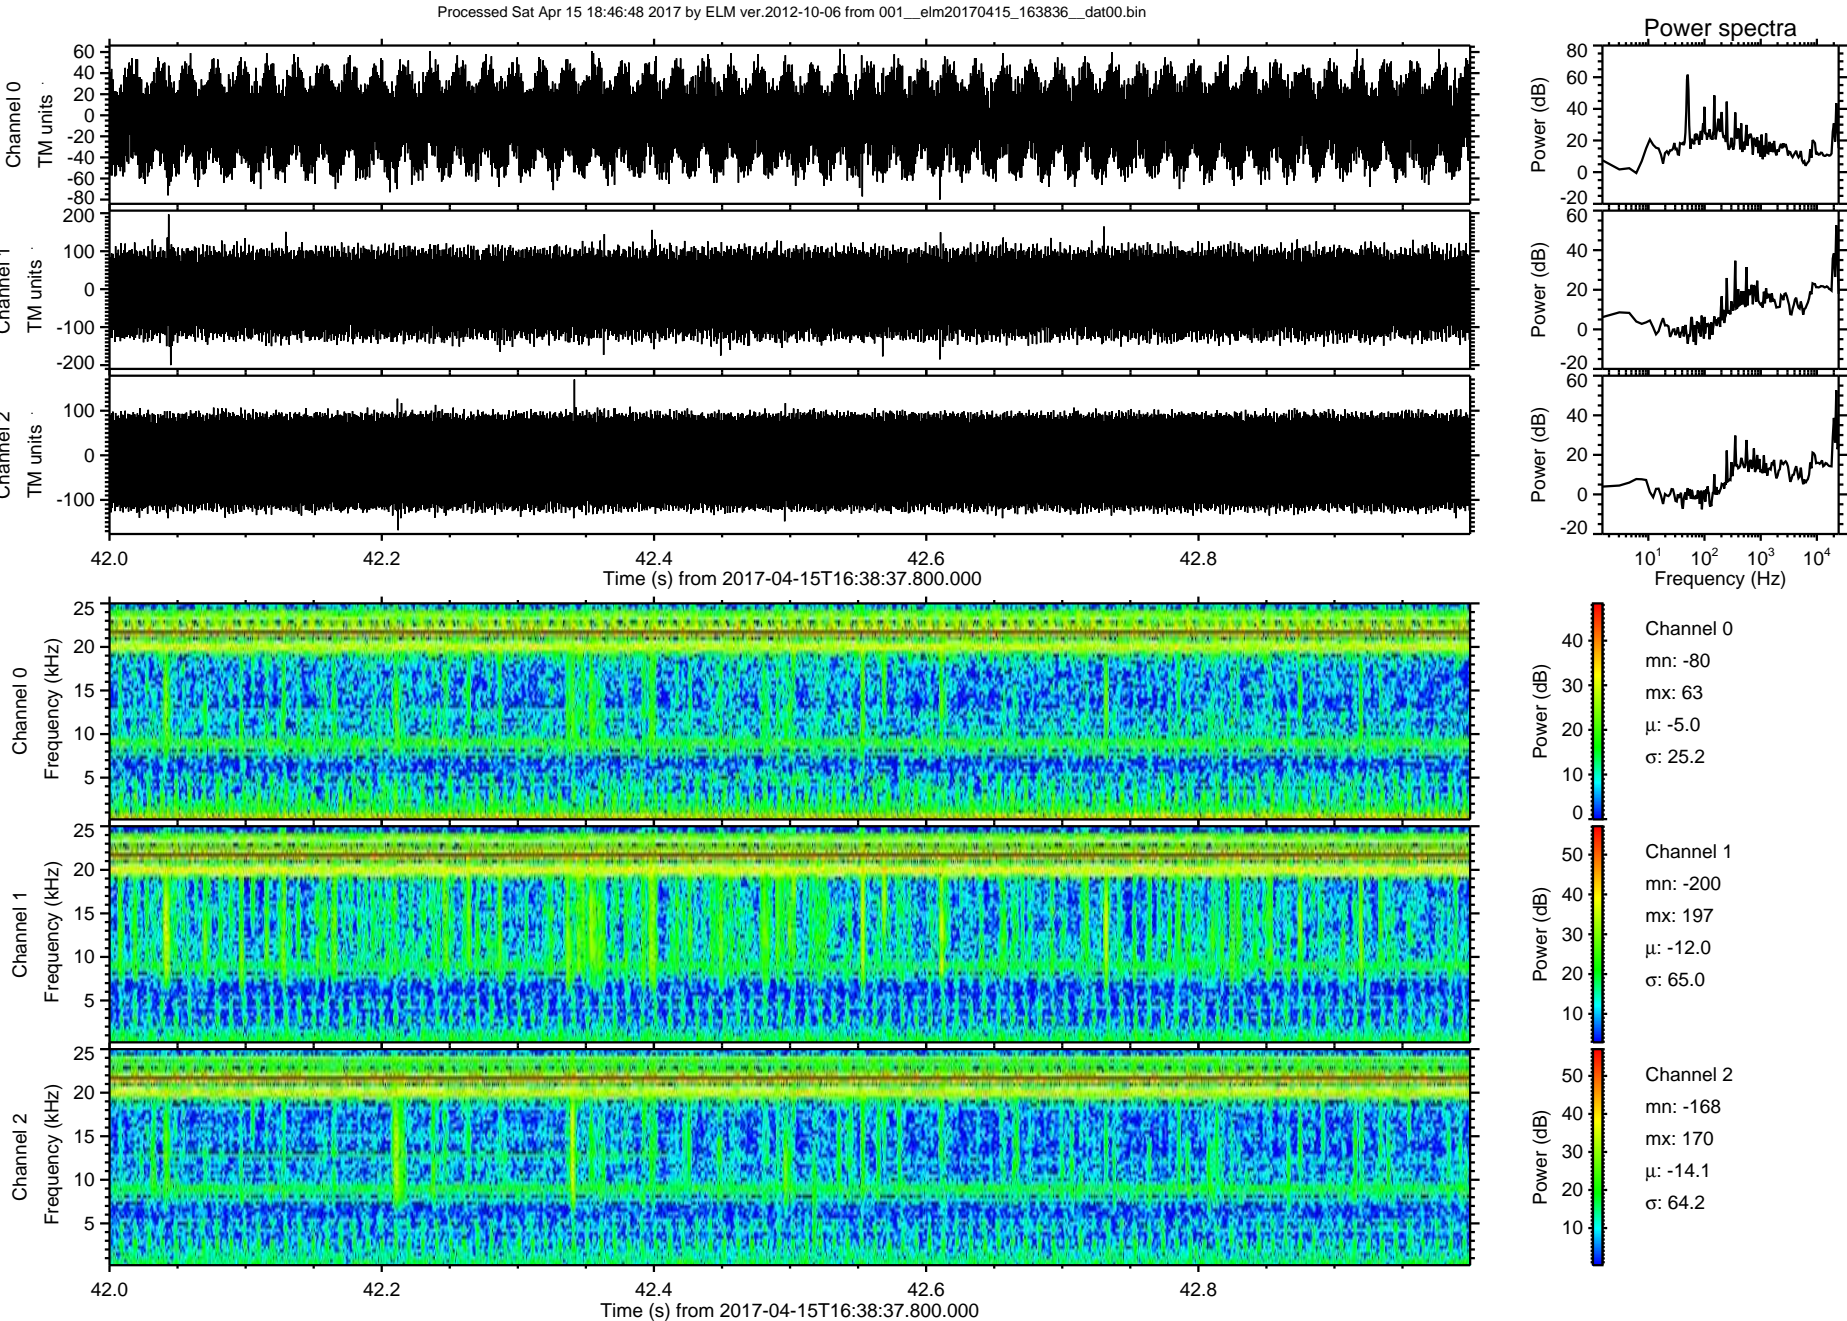 Processed Sat Apr 15 18:46:48 2017 by ELM ver.2012-10-06 from 001__elm20170415_163836__dat00.bin
Power spectra
Channel 0
TM units
60
40
20
0
-20
-40
-60
-80
Power (dB)
80
60
40
20
0
-20
Channel 1
TM units
200
100
0
-100
-200
Power (dB)
60
40
20
0
-20
Channel 2
TM units
100
0
-100
Power (dB)
60
40
20
0
-20
42.0 42.2 42.4 42.6 42.8
Time (s) from 2017-04-15T16:38:37.800.000
10¹ 10² 10³ 10⁴
Frequency (Hz)
Channel 0
Frequency (kHz)
25
20
15
10
5
Power (dB)
40
30
20
10
0
Channel 0
mn: -80
mx: 63
μ: -5.0
σ: 25.2
Channel 1
Frequency (kHz)
25
20
15
10
5
Power (dB)
50
40
30
20
10
Channel 1
mn: -200
mx: 197
μ: -12.0
σ: 65.0
Channel 2
Frequency (kHz)
25
20
15
10
5
Power (dB)
50
40
30
20
10
Channel 2
mn: -168
mx: 170
μ: -14.1
σ: 64.2
42.0 42.2 42.4 42.6 42.8
Time (s) from 2017-04-15T16:38:37.800.000